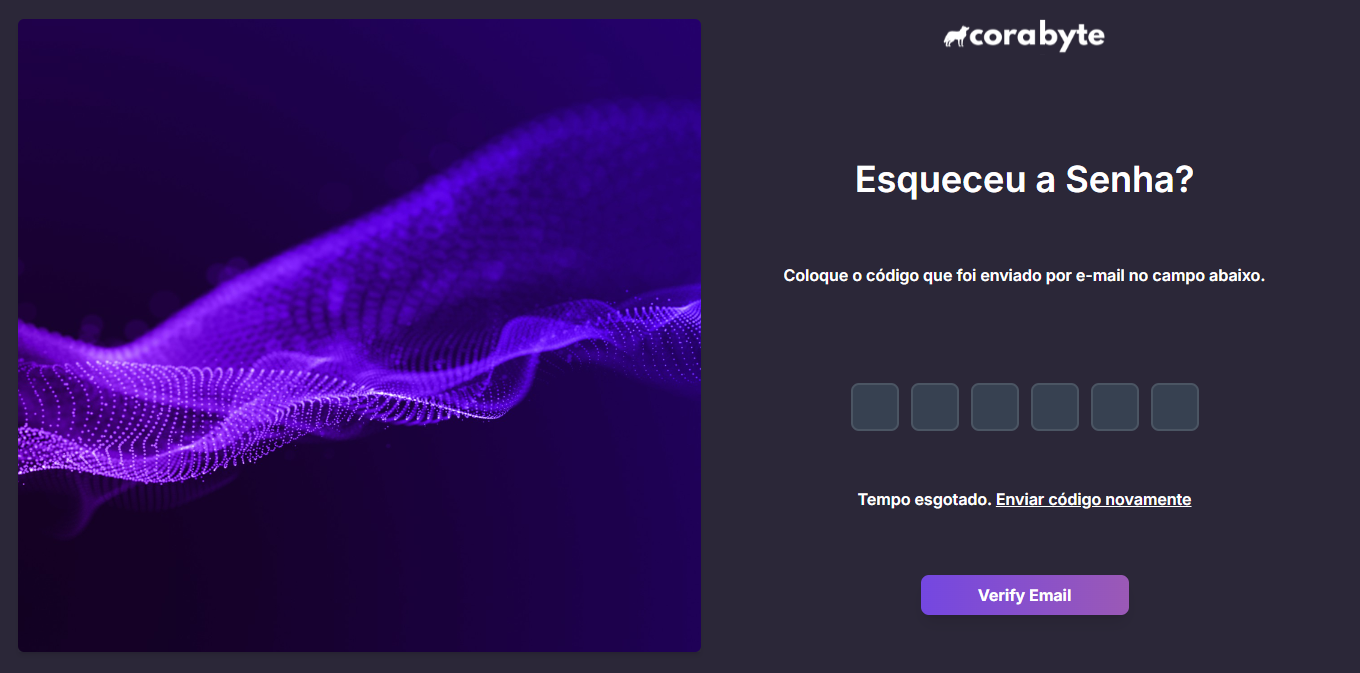 corabyte
Esqueceu a Senha?
Coloque o código que foi enviado por e-mail no campo abaixo.
Tempo esgotado. Enviar código novamente
Verify Email